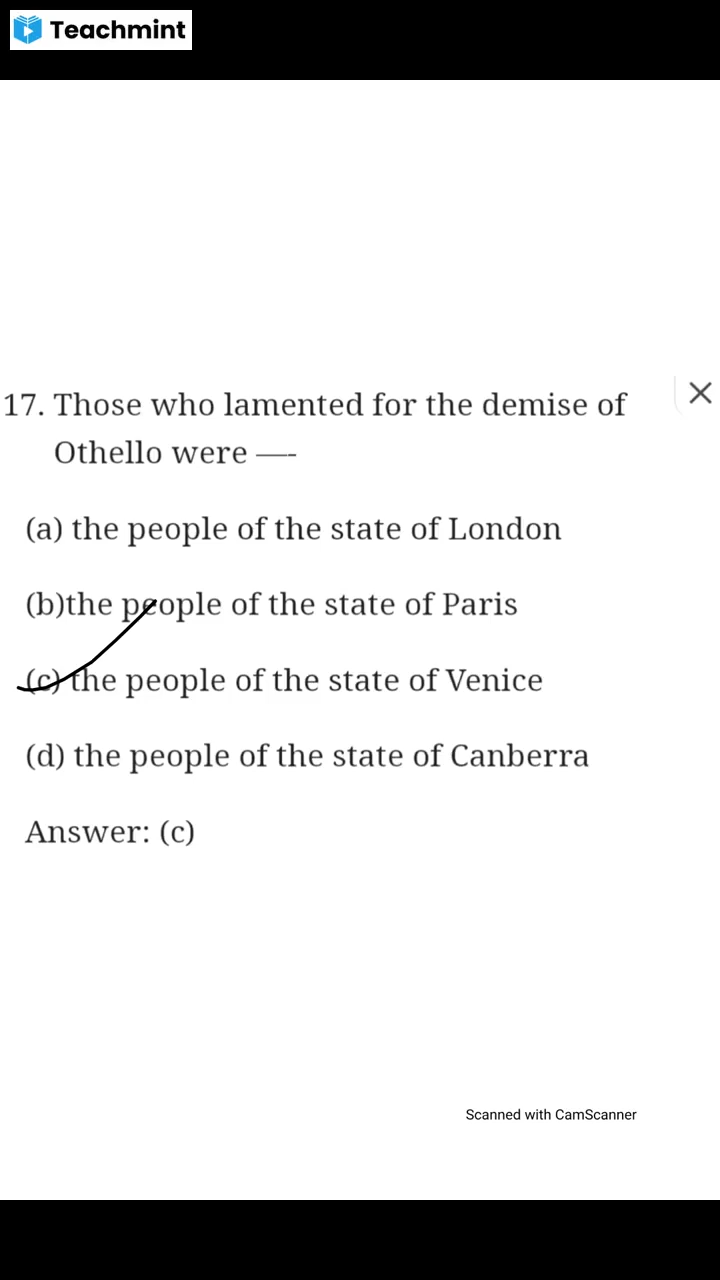 Teachmint
17. Those who lamented for the demise of
Othello were —-
(a) the people of the state of London
(b)the people of the state of Paris
(c) the people of the state of Venice
(d) the people of the state of Canberra
Answer: (c)
Scanned with CamScanner